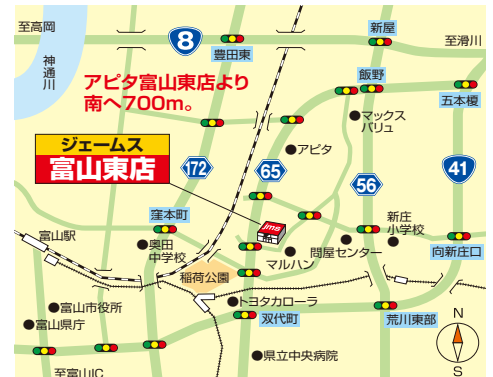 至高岡
神通川
8
豊田東
新屋
至滑川
アピタ富山東店より
南へ700m。
飯野
五本榎
マックス
バリュ
アピタ
ジェームス
富山東店
172
65
56
41
jms
窪本町
奥田
中学校
富山駅
新庄
小学校
問屋センター
向新庄口
マルハン
稲荷公園
トヨタカローラ
双代町
荒川東部
富山市役所
富山県庁
県立中央病院
至富山IC
N
S